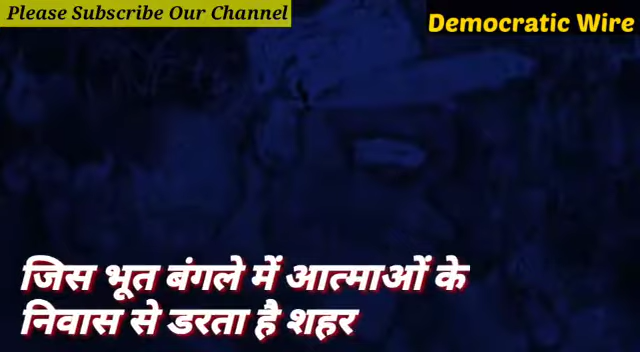 Please Subscribe Our Channel
Democratic Wire
जिस भूत बंगले में आत्माओं के
निवास से डरता है शहर